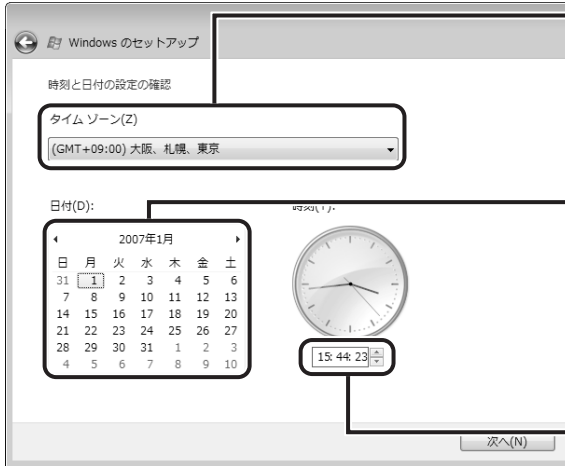 Windows のセットアップ
時刻と日付の設定の確認
タイム ゾーン(Z)
(GMT+09:00) 大阪、札幌、東京
日付(D):
時刻(T):
2007年1月
日 月 火 水 木 金 土
31 1 2 3 4 5 6
7 8 9 10 11 12 13
14 15 16 17 18 19 20
21 22 23 24 25 26 27
28 29 30 31 1 2 3
4 5 6 7 8 9 10
15: 44: 23
次へ(N)